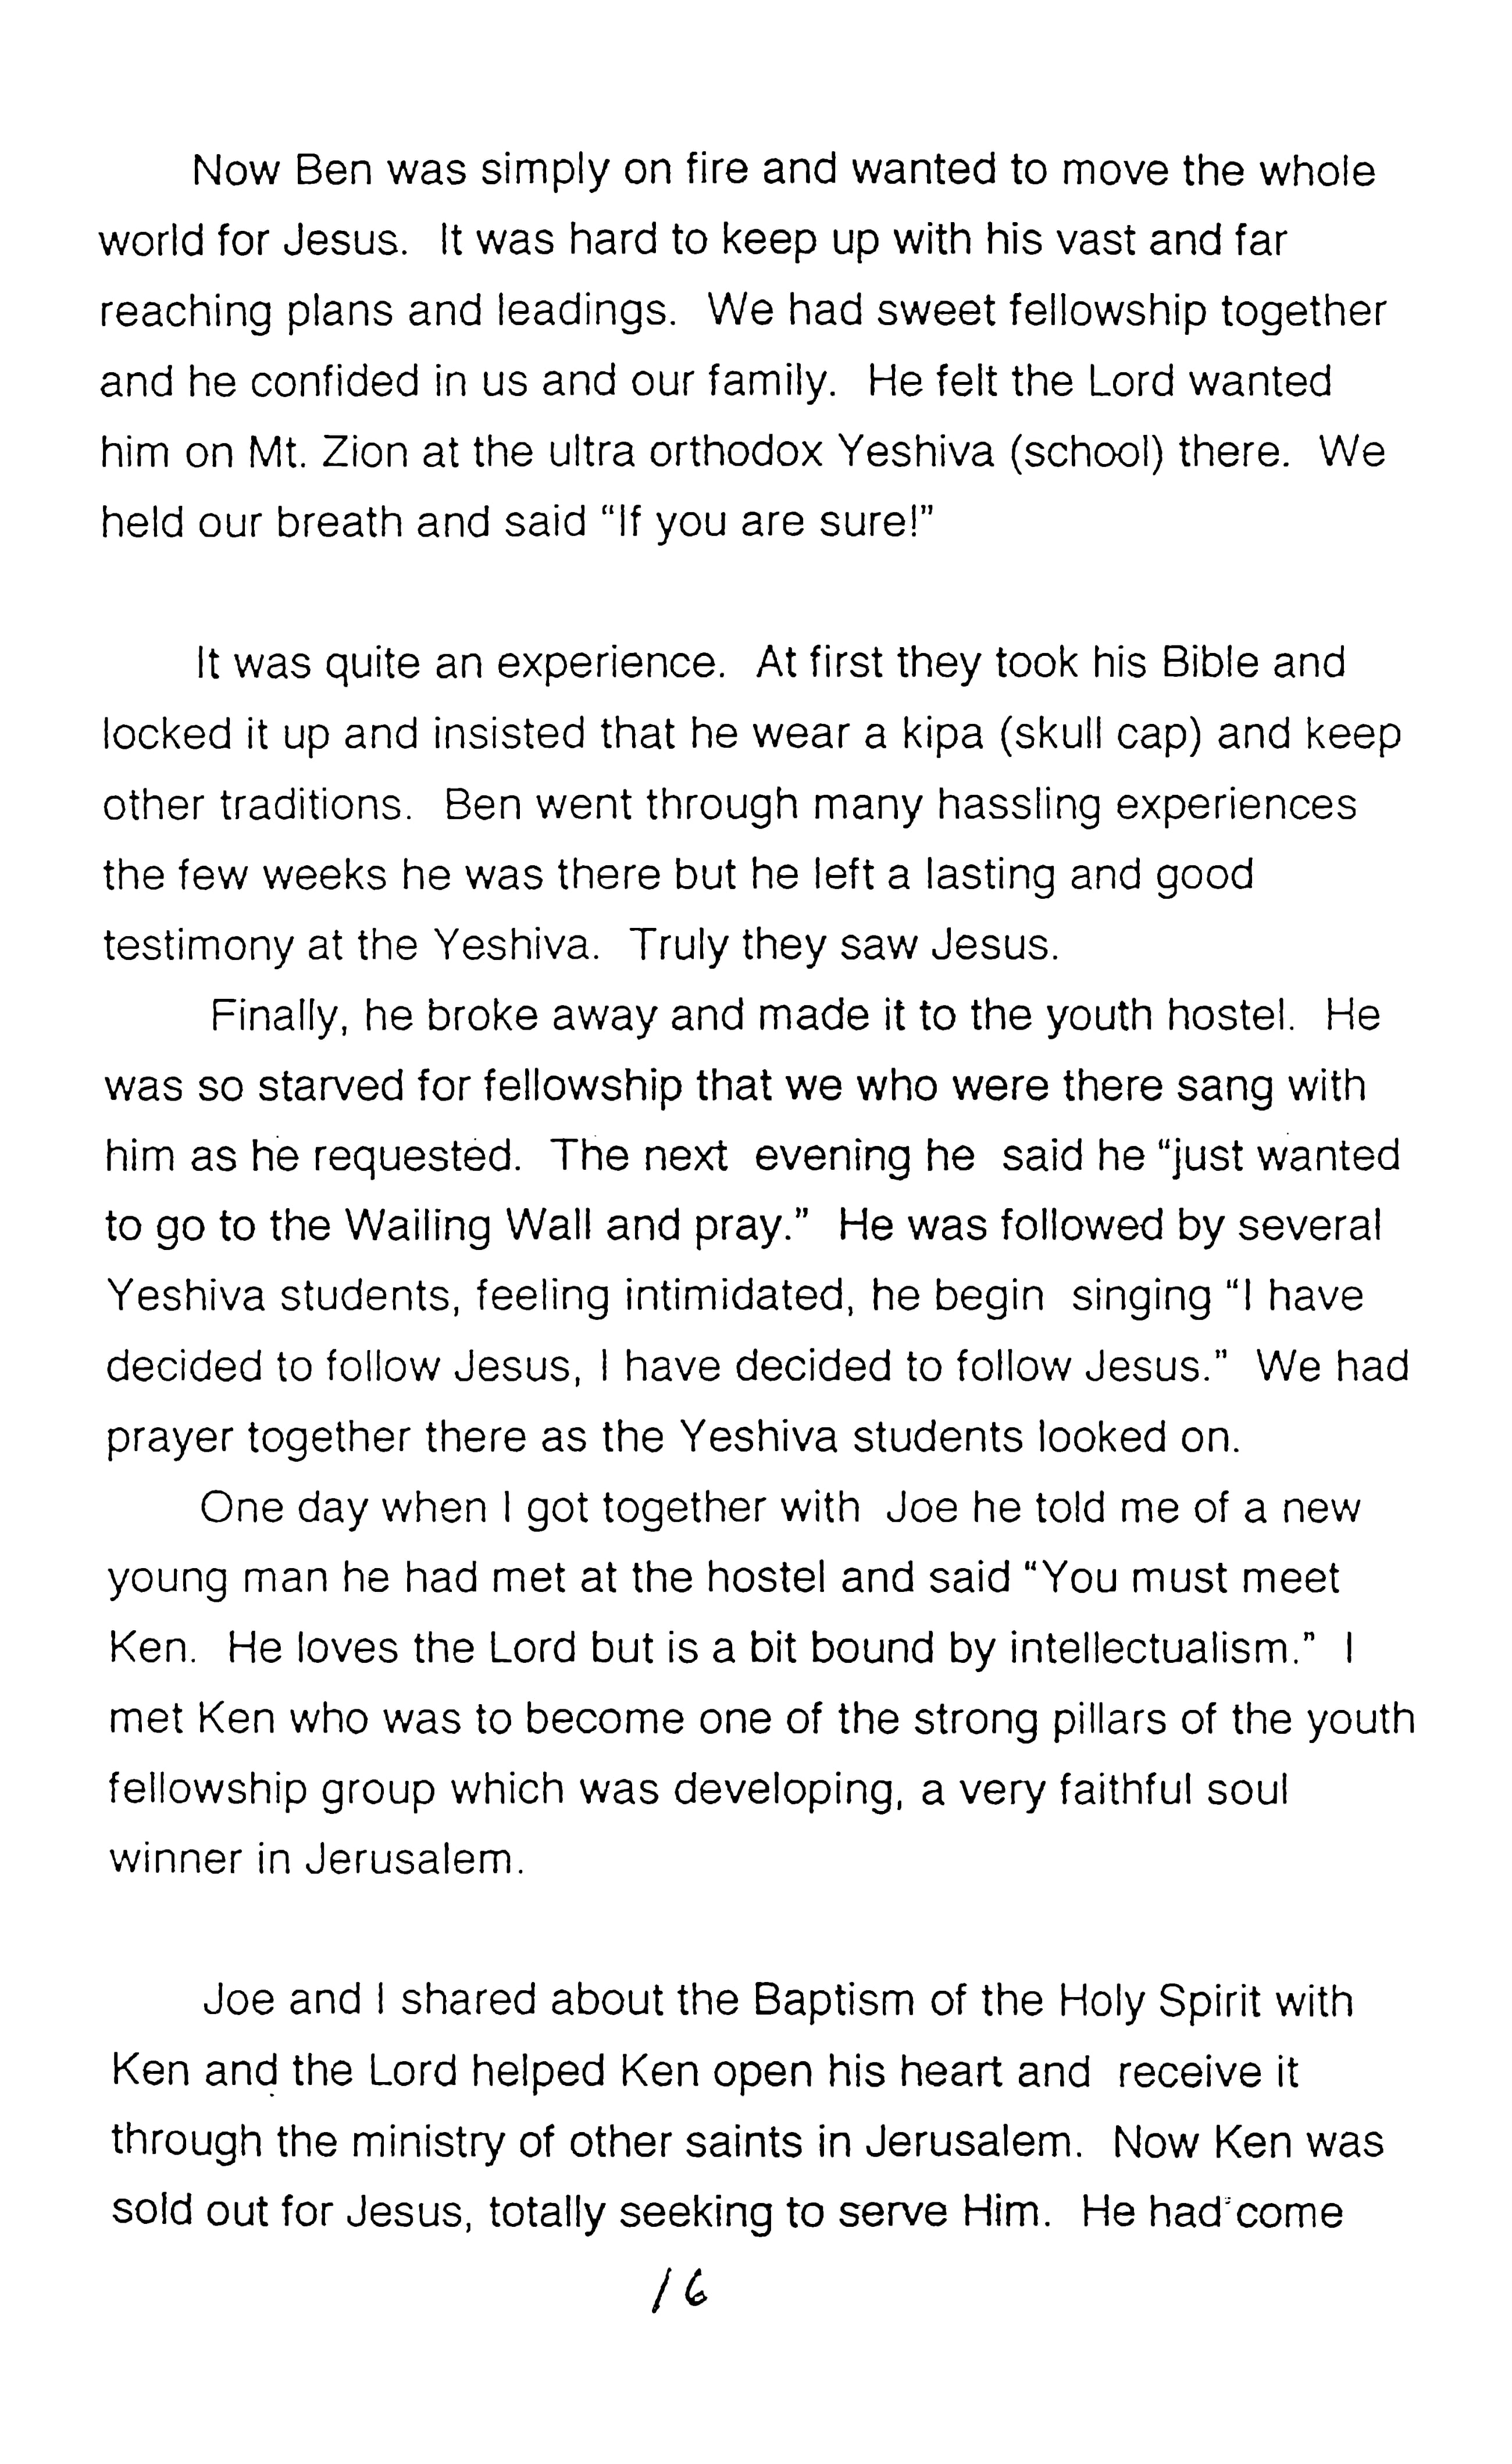 Now Ben was simply on fire and wanted to move the whole
world for Jesus. It was hard to keep up with his vast and far
reaching plans and leadings. We had sweet fellowship together
and he confided in us and our family. He felt the Lord wanted
him on Mt. Zion at the ultra orthodox Yeshiva (school) there. We
held our breath and said “If you are sure!”
It was quite an experience. At first they took his Bible and
locked it up and insisted that he wear a kipa (skull cap) and keep
other traditions. Ben went through many hassling experiences
the few weeks he was there but he left a lasting and good
testimony at the Yeshiva. Truly they saw Jesus.
Finally, he broke away and made it to the youth hostel. He
was so starved for fellowship that we who were there sang with
him as he requested. The next evening he said he “just wanted
to go to the Wailing Wall and pray.” He was followed by several
Yeshiva students, feeling intimidated, he begin singing “I have
decided to follow Jesus, I have decided to follow Jesus.” We had
prayer together there as the Yeshiva students looked on.
One day when I got together with Joe he told me of a new
young man he had met at the hostel and said “You must meet
Ken. He loves the Lord but is a bit bound by intellectualism.” I
met Ken who was to become one of the strong pillars of the youth
fellowship group which was developing, a very faithful soul
winner in Jerusalem.
Joe and I shared about the Baptism of the Holy Spirit with
Ken and the Lord helped Ken open his heart and receive it
through the ministry of other saints in Jerusalem. Now Ken was
sold out for Jesus, totally seeking to serve Him. He had come
16